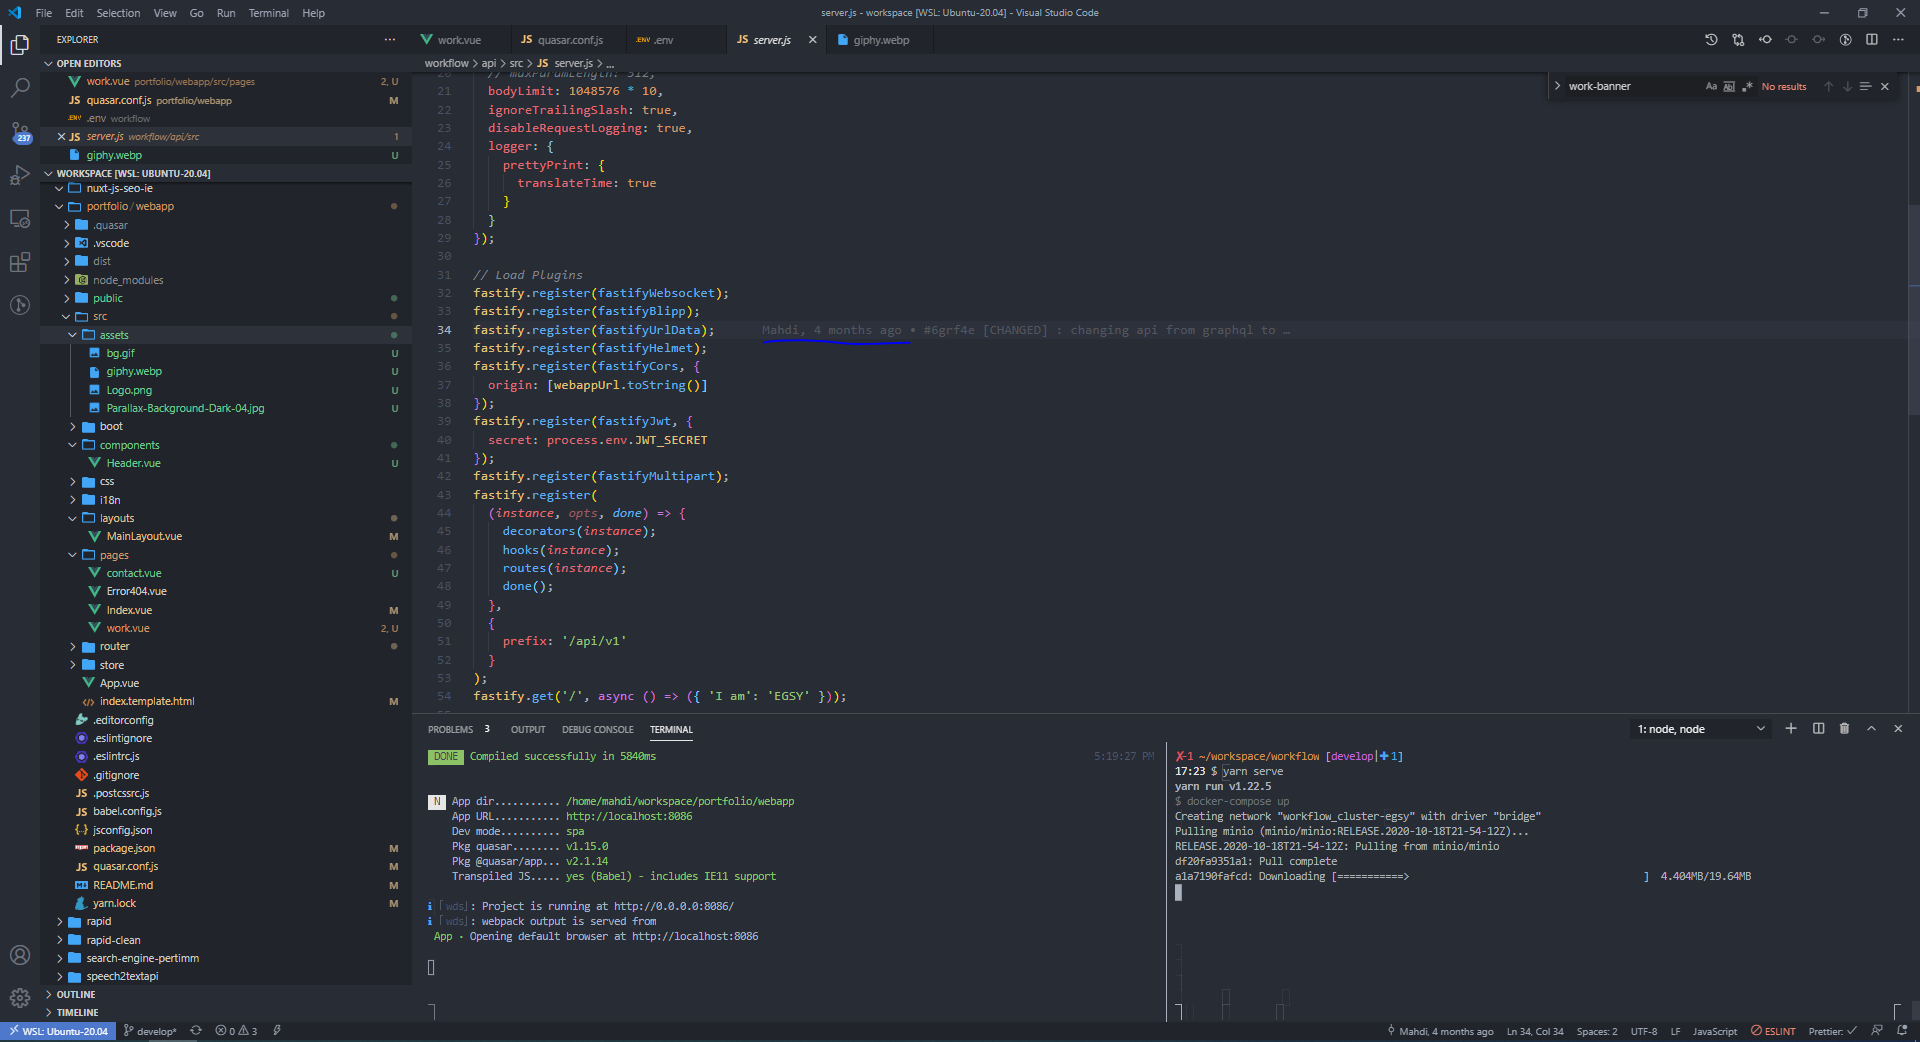 File Edit Selection View Go Run Terminal Help
server.js - workspace [WSL: Ubuntu-20.04] - Visual Studio Code
EXPLORER
OPEN EDITORS
work.vue portfolio/webapp/src/pages 2, U
JS quasar.conf.js portfolio/webapp M
.ENV .env workflow
JS server.js workflow/api/src 1
giphy.webp U
237
WORKSPACE [WSL: UBUNTU-20.04]
nuxt-js-seo-ie
portfolio / webapp
.quasar
.vscode
dist
node_modules
public
src
assets
bg.gif U
giphy.webp U
Logo.png U
Parallax-Background-Dark-04.jpg U
boot
components
Header.vue U
css
i18n
layouts
MainLayout.vue M
pages
contact.vue U
Error404.vue
Index.vue M
work.vue 2, U
router
store
App.vue
index.template.html M
.editorconfig
.eslintignore
.eslintrc.js
.gitignore
JS .postcssrc.js
JS babel.config.js
jsconfig.json
package.json M
JS quasar.conf.js M
README.md M
yarn.lock M
rapid
rapid-clean
search-engine-pertimm
speech2textapi
OUTLINE
TIMELINE
work.vue JS quasar.conf.js .ENV .env JS server.js giphy.webp
workflow > api > src > JS server.js > ...
work-banner Aa Ab .* No results
20 // maxParamLength: 512,
21 bodyLimit: 1048576 * 10,
22 ignoreTrailingSlash: true,
23 disableRequestLogging: true,
24 logger: {
25 prettyPrint: {
26 translateTime: true
27 }
28 }
29 });
30
31 // Load Plugins
32 fastify.register(fastifyWebsocket);
33 fastify.register(fastifyBlipp);
34 fastify.register(fastifyUrlData); Mahdi, 4 months ago • #6grf4e [CHANGED] : changing api from graphql to …
35 fastify.register(fastifyHelmet);
36 fastify.register(fastifyCors, {
37 origin: [webappUrl.toString()]
38 });
39 fastify.register(fastifyJwt, {
40 secret: process.env.JWT_SECRET
41 });
42 fastify.register(fastifyMultipart);
43 fastify.register(
44 (instance, opts, done) => {
45 decorators(instance);
46 hooks(instance);
47 routes(instance);
48 done();
49 },
50 {
51 prefix: '/api/v1'
52 }
53 );
54 fastify.get('/', async () => ({ 'I am': 'EGSY' }));
PROBLEMS 3 OUTPUT DEBUG CONSOLE TERMINAL
1: node, node
DONE Compiled successfully in 5840ms 5:19:27 PM
N App dir........... /home/mahdi/workspace/portfolio/webapp
App URL........... http://localhost:8086
Dev mode.......... spa
Pkg quasar........ v1.15.0
Pkg @quasar/app... v2.1.14
Transpiled JS..... yes (Babel) - includes IE11 support
i ｢wds｣: Project is running at http://0.0.0.0:8086/
i ｢wds｣: webpack output is served from
App · Opening default browser at http://localhost:8086
✘-1 ~/workspace/workflow [develop|✚ 1]
17:23 $ yarn serve
yarn run v1.22.5
$ docker-compose up
Creating network "workflow_cluster-egsy" with driver "bridge"
Pulling minio (minio/minio:RELEASE.2020-10-18T21-54-12Z)...
RELEASE.2020-10-18T21-54-12Z: Pulling from minio/minio
df20fa9351a1: Pull complete
a1a7190fafcd: Downloading [===========> ] 4.404MB/19.64MB
WSL: Ubuntu-20.04 develop* 0 3
Mahdi, 4 months ago Ln 34, Col 34 Spaces: 2 UTF-8 LF JavaScript ESLINT Prettier: ✓